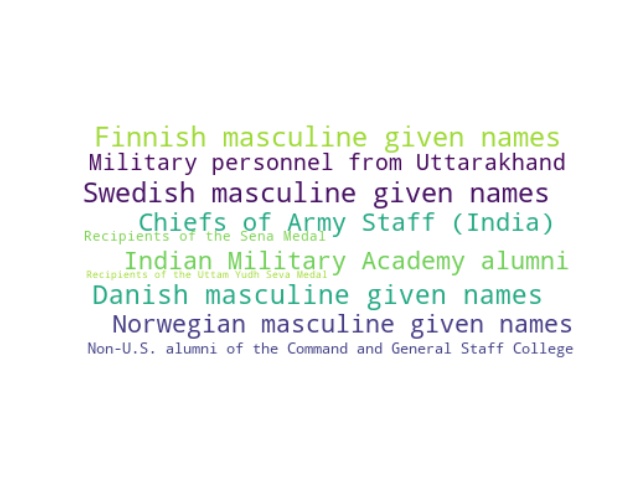 Finnish masculine given names
Military personnel from Uttarakhand
Swedish masculine given names
Chiefs of Army Staff (India)
Recipients of the Sena Medal
Indian Military Academy alumni
Recipients of the Uttam Yudh Seva Medal
Danish masculine given names
Norwegian masculine given names
Non-U.S. alumni of the Command and General Staff College